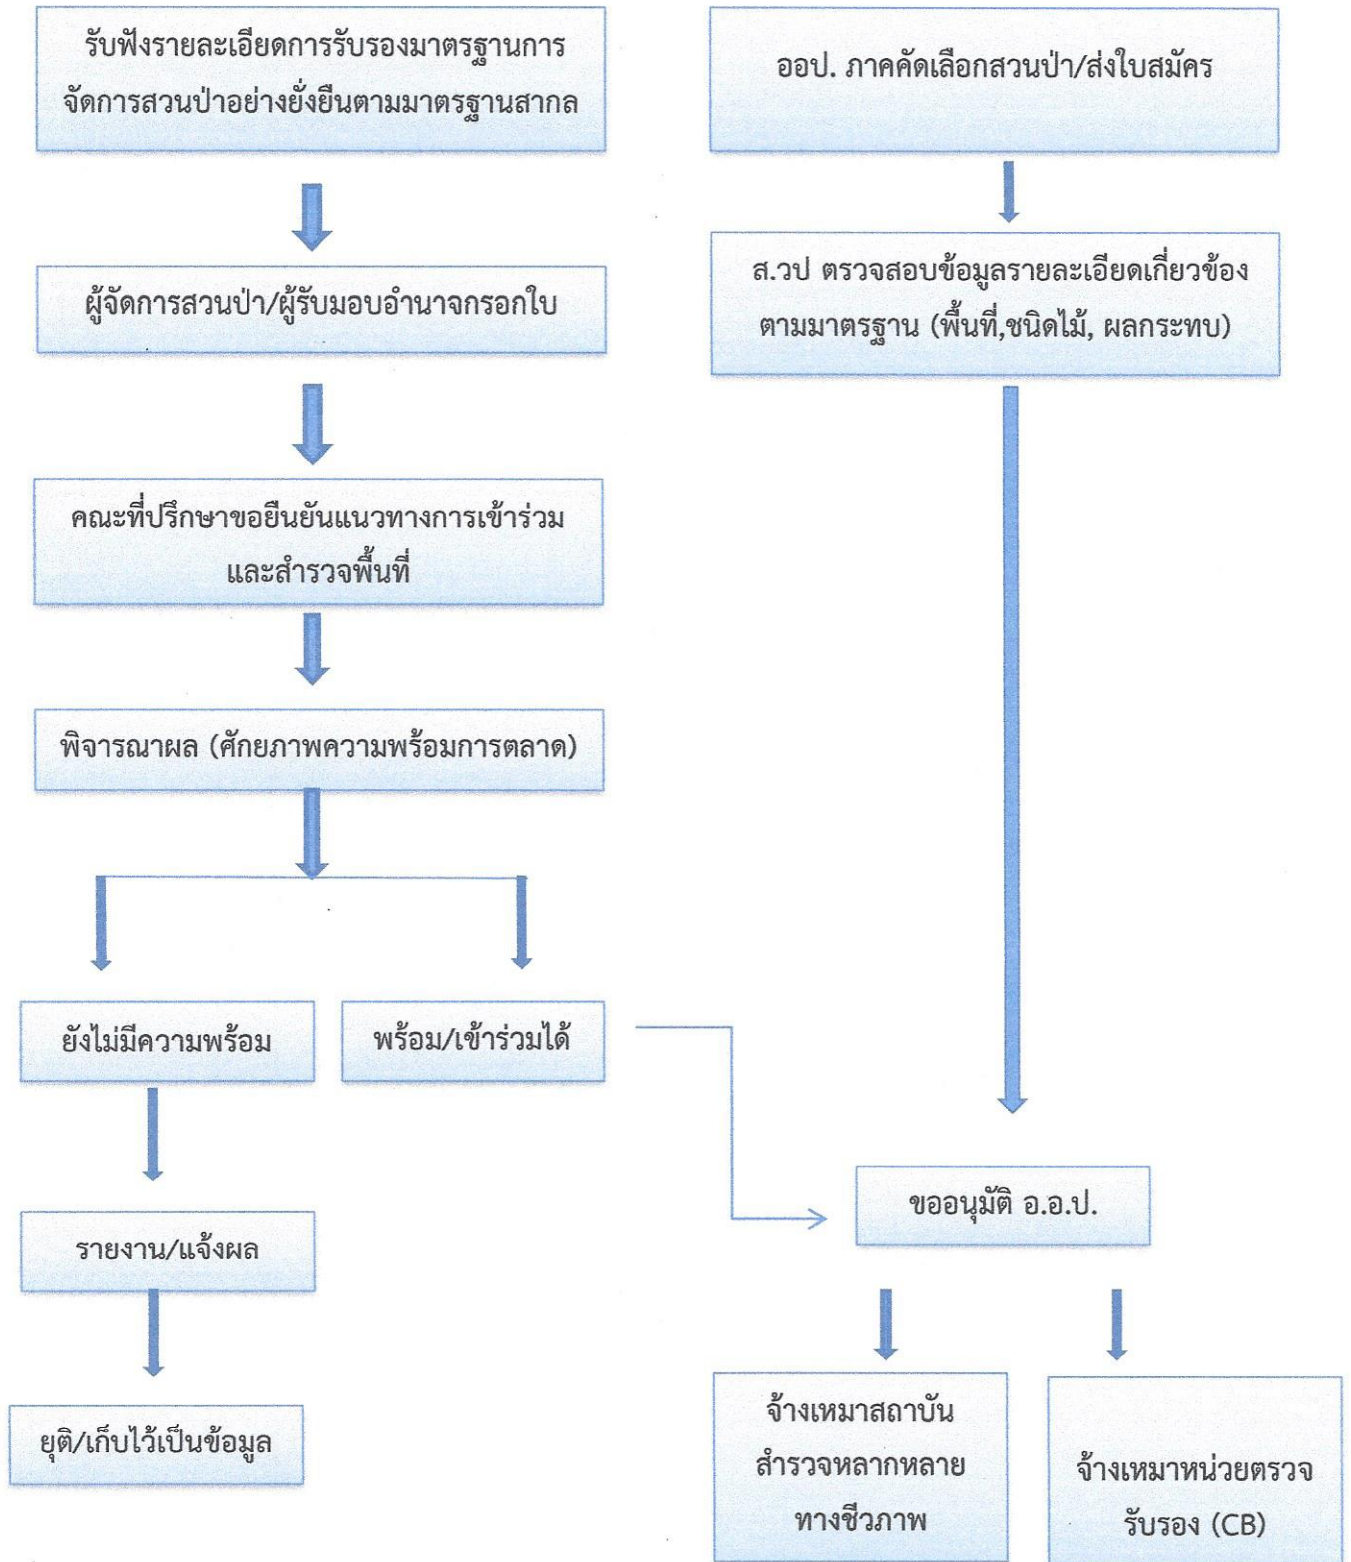 รับฟังรายละเอียดการรับรองมาตรฐานการ
จัดการสวนป่าอย่างยั่งยืนตามมาตรฐานสากล
ผู้จัดการสวนป่า/ผู้รับมอบอำนาจกรอกใบ
คณะที่ปรึกษาขอยืนยันแนวทางการเข้าร่วม
และสำรวจพื้นที่
พิจารณาผล (ศักยภาพความพร้อมการตลาด)
ยังไม่มีความพร้อม
พร้อม/เข้าร่วมได้
รายงาน/แจ้งผล
ยุติ/เก็บไว้เป็นข้อมูล
ออป. ภาคคัดเลือกสวนป่า/ส่งใบสมัคร
ส.วป ตรวจสอบข้อมูลรายละเอียดเกี่ยวข้อง
ตามมาตรฐาน (พื้นที่,ชนิดไม้, ผลกระทบ)
ขออนุมัติ อ.อ.ป.
จ้างเหมาสถาบัน
สำรวจหลากหลาย
ทางชีวภาพ
จ้างเหมาหน่วยตรวจ
รับรอง (CB)